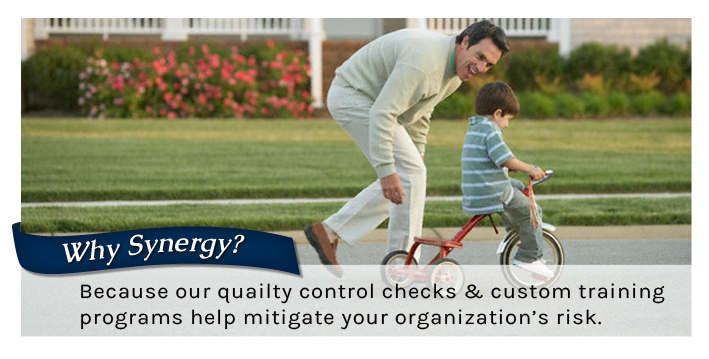 Why Synergy?
Because our quailty control checks & custom training
programs help mitigate your organization's risk.